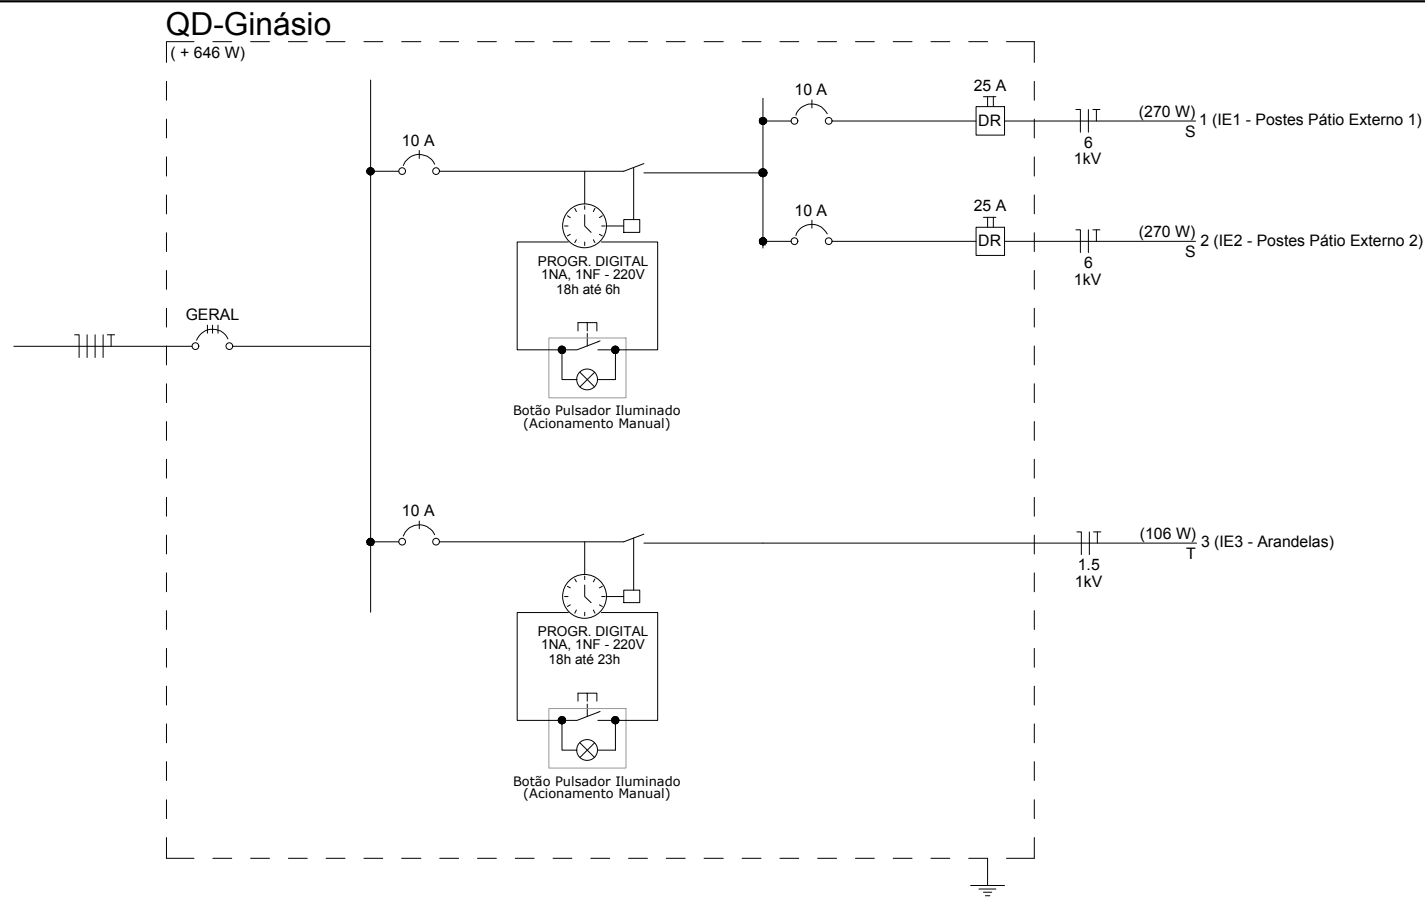 QD-Ginásio
( + 646 W)
10 A
25 A
DR
6
1kV
(270 W)
S
1 (IE1 - Postes Pátio Externo 1)
10 A
10 A
25 A
DR
6
1kV
(270 W)
S
2 (IE2 - Postes Pátio Externo 2)
PROGR. DIGITAL
1NA, 1NF - 220V
18h até 6h
GERAL
Botão Pulsador Iluminado
(Acionamento Manual)
10 A
1.5
1kV
(106 W)
T
3 (IE3 - Arandelas)
PROGR. DIGITAL
1NA, 1NF - 220V
18h até 23h
Botão Pulsador Iluminado
(Acionamento Manual)